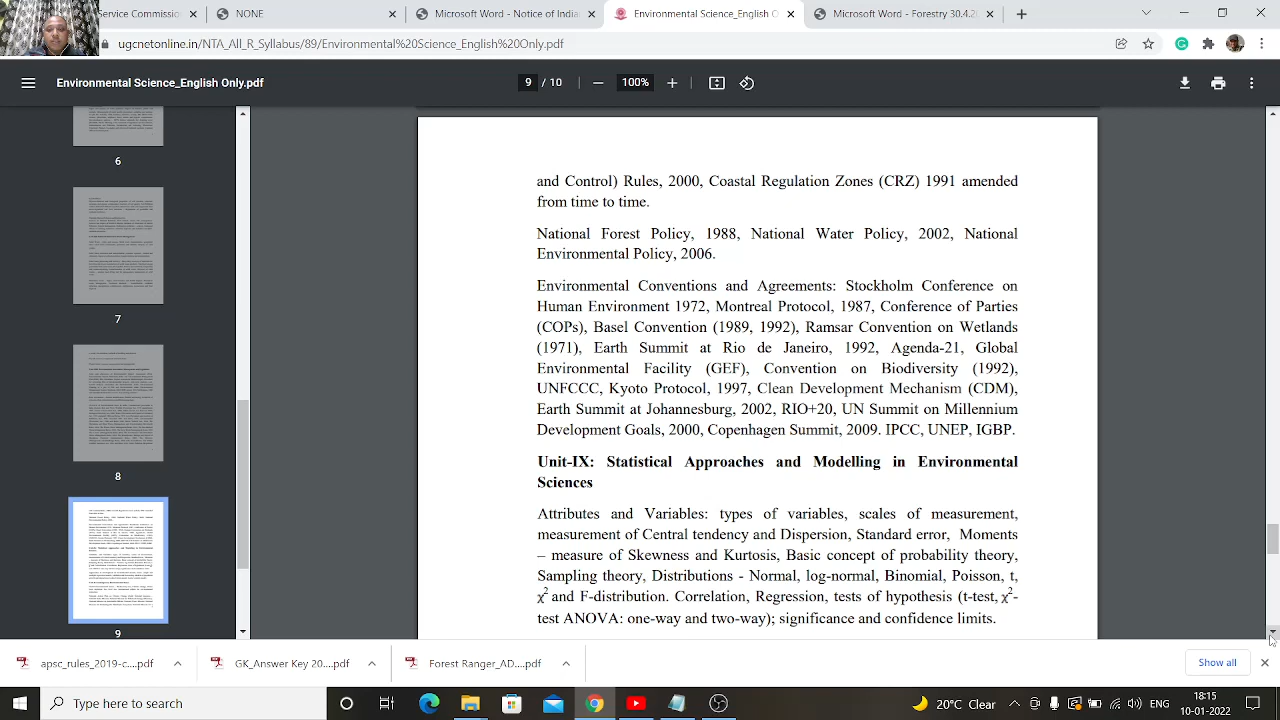 Service Commissio
NONE
Microsoft Word - Notice of India
Environmental Science_English O
Microsoft Word - Chemistry 30.4.20
ugcnetonline.in/NTA_All_R_Syllabus/89/Environmental%20Science_English%20Only.pdf
Environmental Science_English Only.pdf
9 / 10
100%
6
7
8
9
and Control) Rules, 2000, Coastal Regulation Zones (CRZ) 1991 amended
from time to time.
National Forest Policy, 1988, National Water Policy, 2002, National
Environmental Policy, 2006.
Environmental Conventions and Agreements: Stockholm Conference on
Human Environment 1972, Montreal Protocol, 1987, Conference of Parties
(COPs), Basel Convention (1989, 1992), Ramsar Convention on Wetlands
(1971), Earth Summit at Rio de Janeiro, 1992, Agenda-21, Global
Environmental Facility (GEF), Convention on Biodiversity (1992),
UNFCCC, Kyoto Protocol, 1997, Clean Development Mechanism (CDM),
Earth Summit at Johannesburg, 2002, RIO+20, UN Summit on Millennium
Development Goals, 2000, Copenhagen Summit, 2009. IPCC, UNEP, IGBP.
Unit-IX: Statistical Approaches and Modelling in Environmental
Sciences
Attributes and Variables: types of variables, scales of measurement,
measurement of Central tendency and Dispersion, Standard error, Moments
– measure of Skewness and Kurtosis, Basic concept of probability theory,
Sampling theory, Distributions - Normal, log-normal, Binomial, Poisson, t,
and -distribution. Correlation, Regression, tests of hypothesis (t-test,
test ANOVA: one-way and two-way); significance and confidence limits.
apsc_rules_2019-c....pdf
GK_Answer Key 20....pdf
Forest Ranger_AD....pdf
Show all
Type here to search
20°C Clear
ENG
18:15
10-01-2022